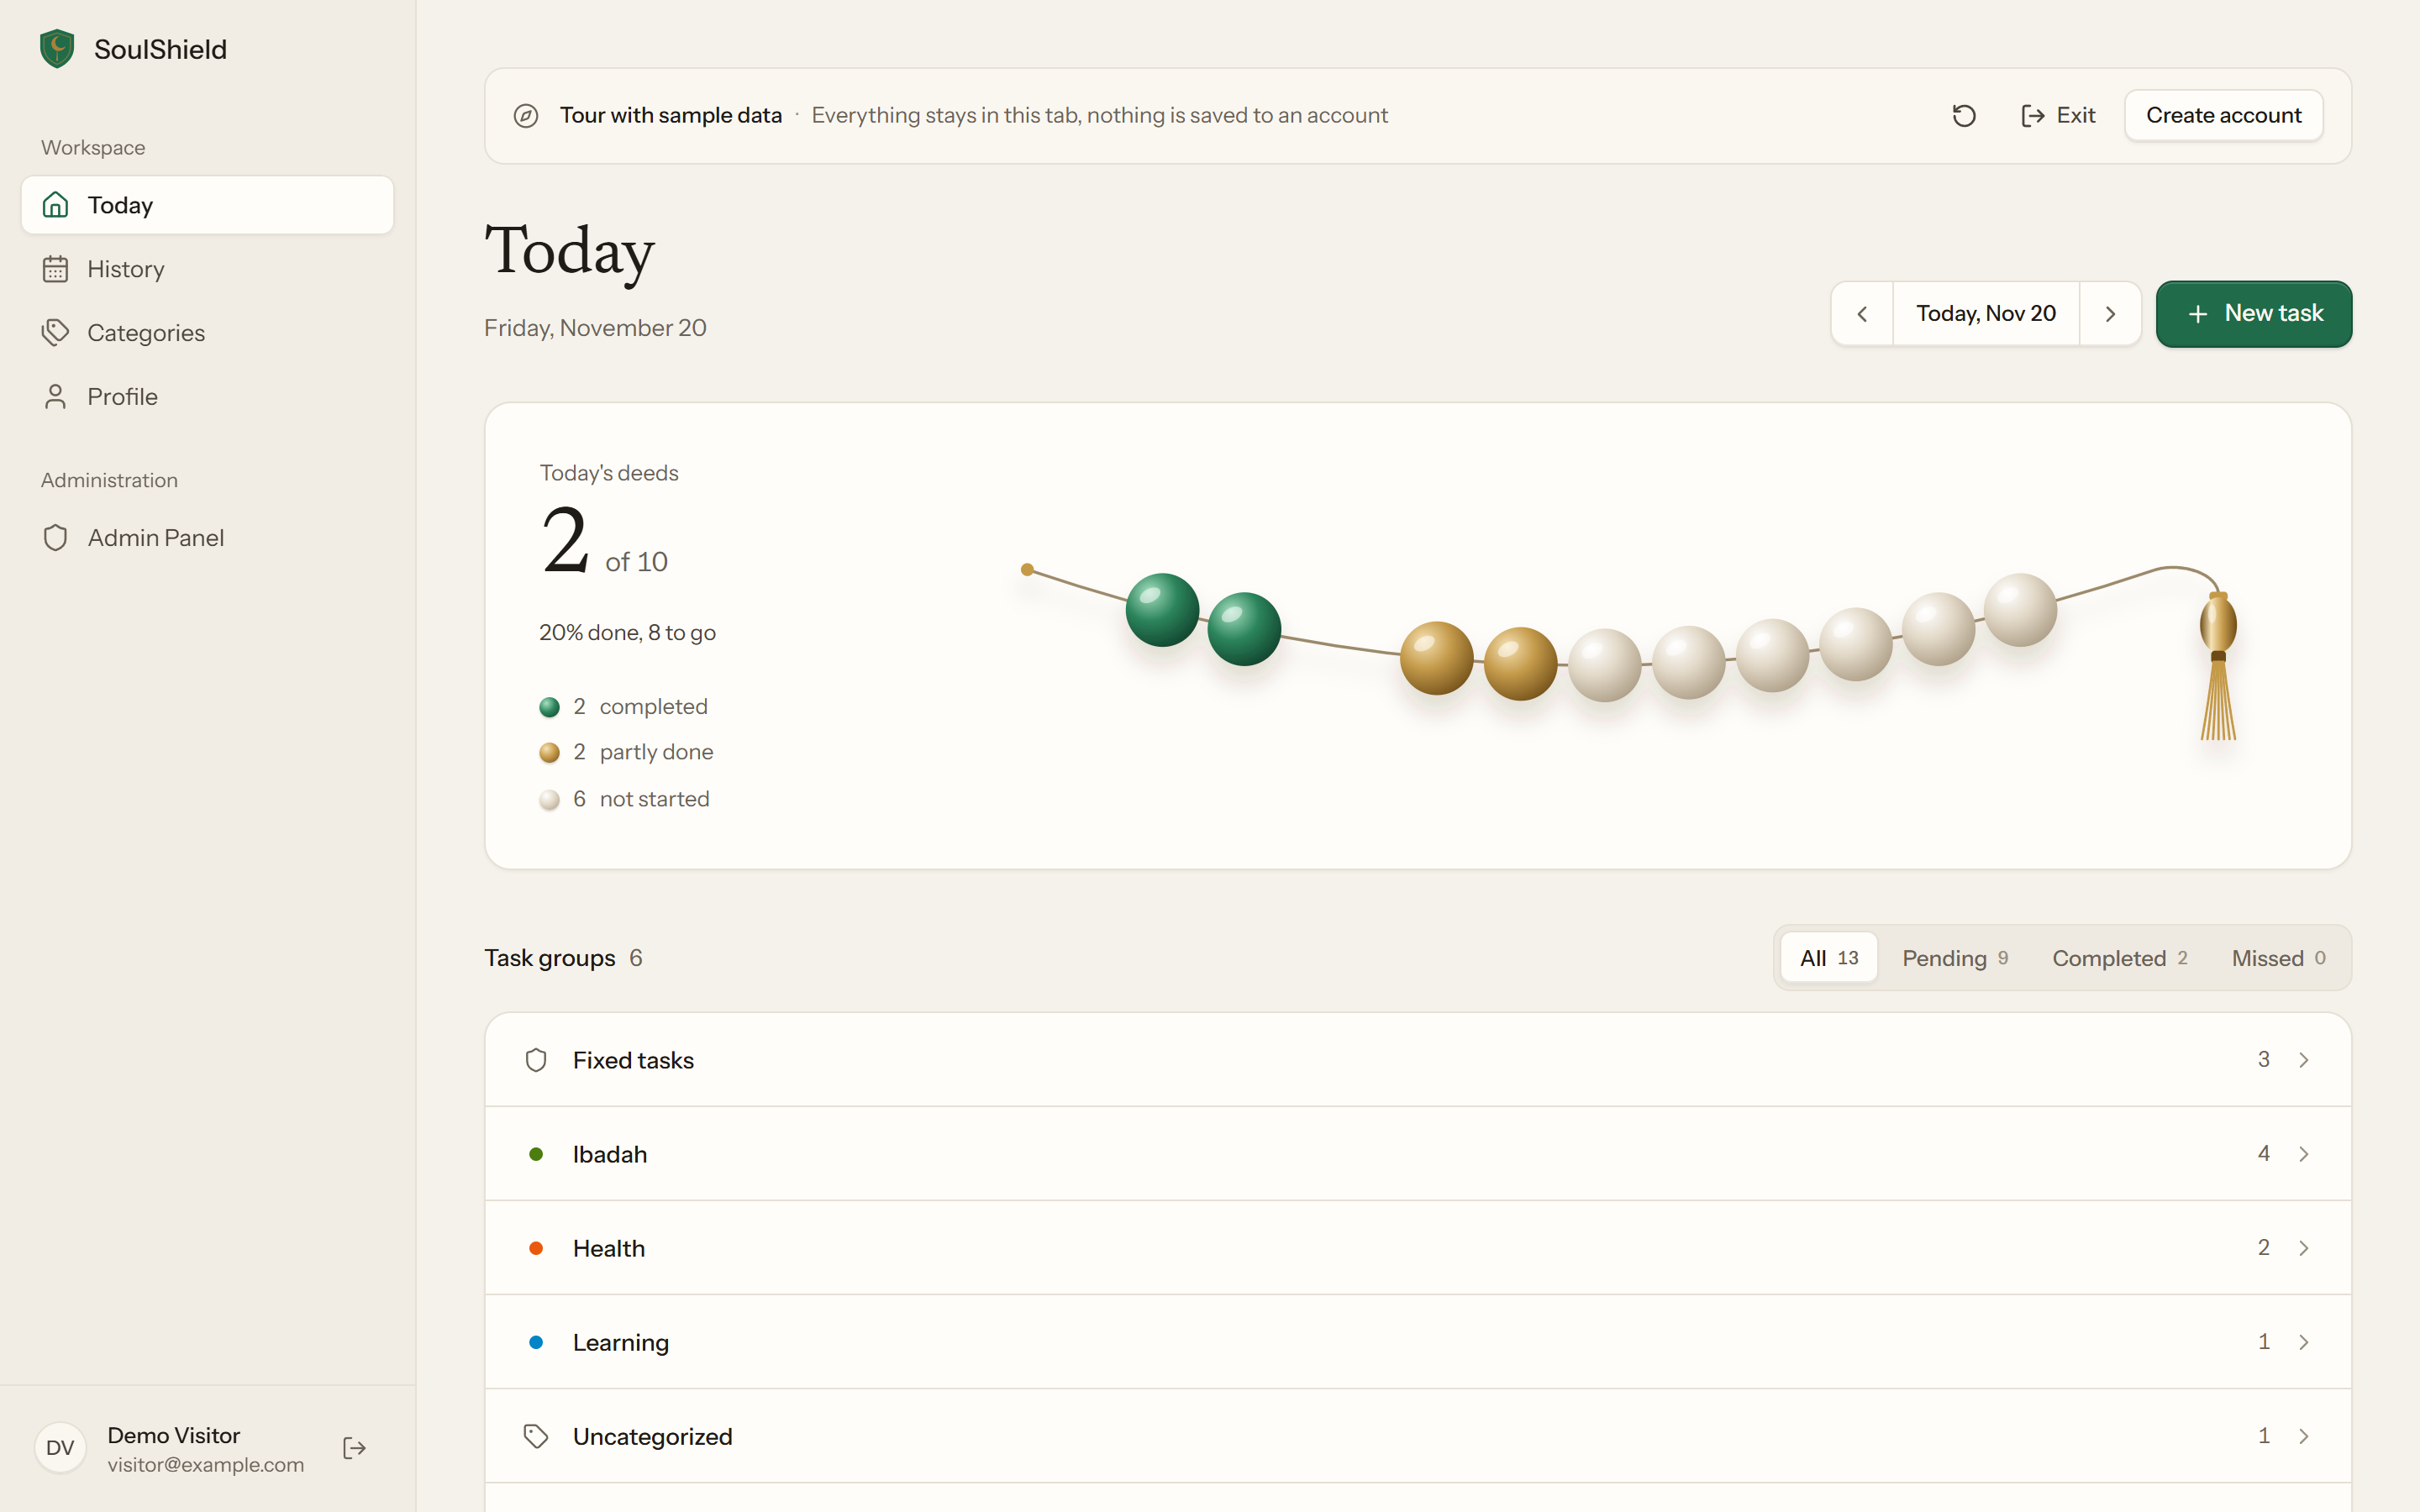 SoulShield
Workspace
Today
History
Categories
Profile
Administration
Admin Panel
DV
Demo Visitor
visitor@example.com
Tour with sample data · Everything stays in this tab, nothing is saved to an account
Exit
Create account
Today
Friday, November 20
Today, Nov 20
New task
Today's deeds
2 of 10
20% done, 8 to go
2 completed
2 partly done
6 not started
Task groups 6
All 13
Pending 9
Completed 2
Missed 0
Fixed tasks 3
Ibadah 4
Health 2
Learning 1
Uncategorized 1